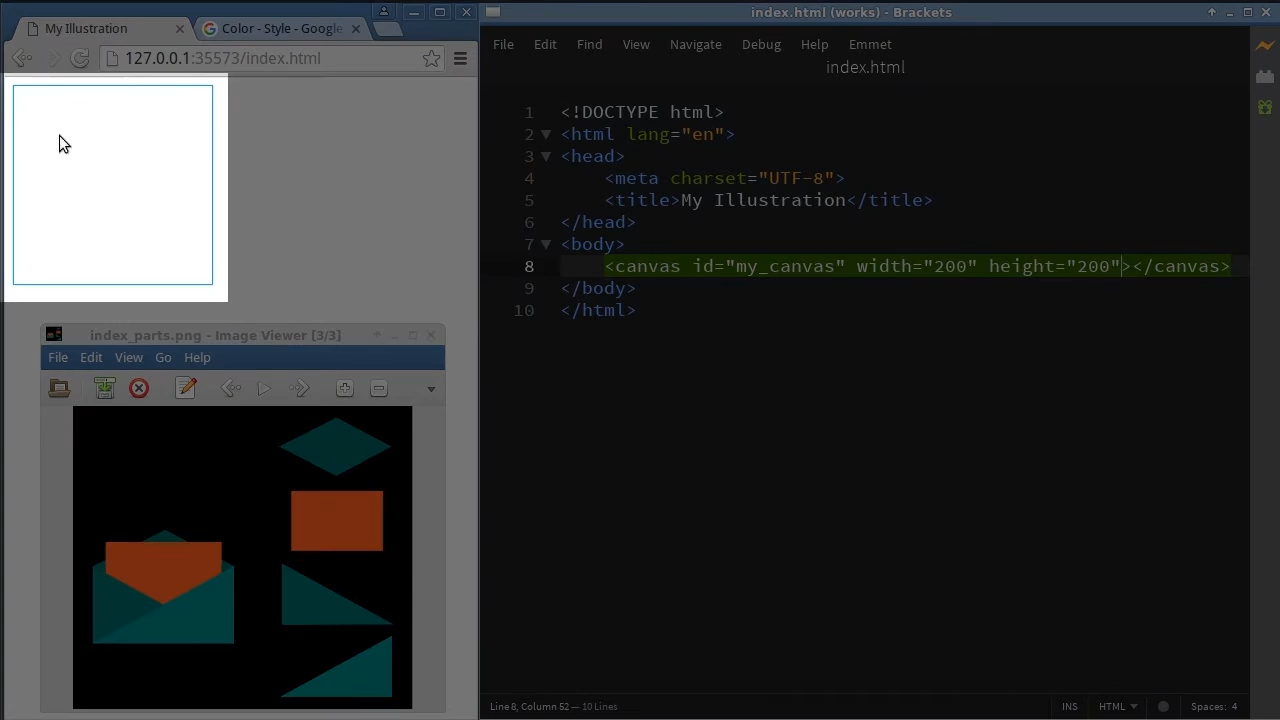 My Illustration
Color - Style - Google
127.0.0.1:35573/index.html
index_parts.png - Image Viewer [3/3]
File Edit View Go Help
index.html (works) - Brackets
File Edit Find View Navigate Debug Help Emmet
index.html
1 <!DOCTYPE html>
2 <html lang="en">
3 <head>
4 <meta charset="UTF-8">
5 <title>My Illustration</title>
6 </head>
7 <body>
8 <canvas id="my_canvas" width="200" height="200"></canvas>
9 </body>
10 </html>
Line 8, Column 52 — 10 Lines
INS HTML Spaces: 4